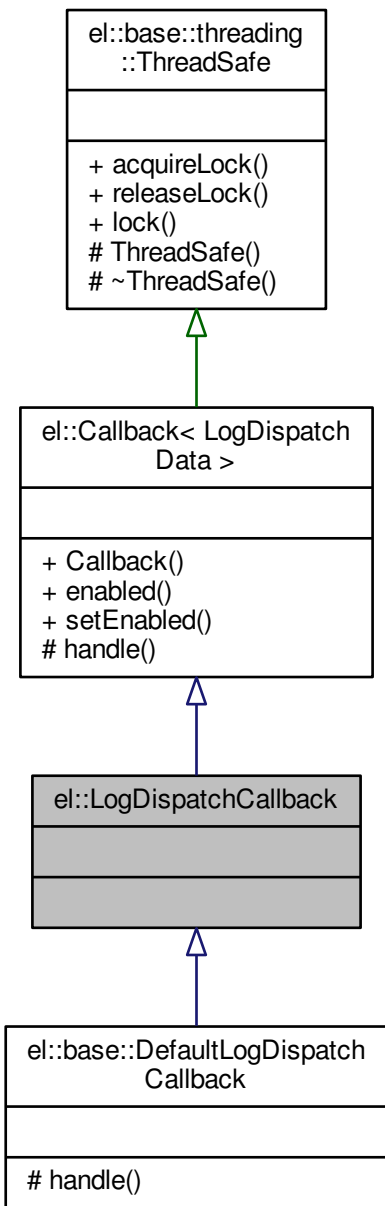 el::base::threading
::ThreadSafe
+ acquireLock()
+ releaseLock()
+ lock()
# ThreadSafe()
# ~ThreadSafe()
el::Callback< LogDispatch
Data >
+ Callback()
+ enabled()
+ setEnabled()
# handle()
el::LogDispatchCallback
el::base::DefaultLogDispatch
Callback
# handle()